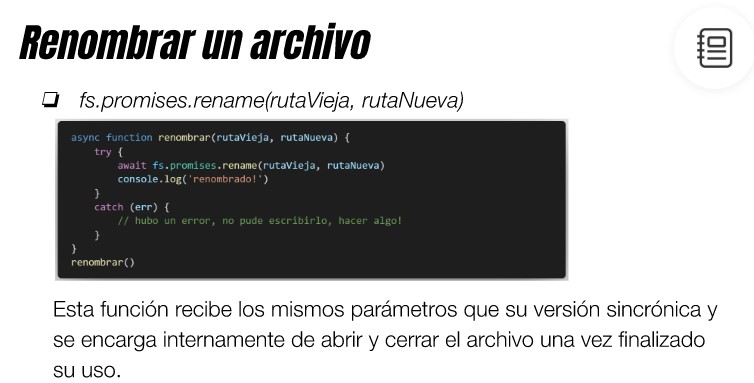 Renombrar un archivo
❏ fs.promises.rename(rutaVieja, rutaNueva)
async function renombrar(rutaVieja, rutaNueva) {
    try {
        await fs.promises.rename(rutaVieja, rutaNueva)
        console.log('renombrado!')
    }
    catch (err) {
        // hubo un error, no pude escribirlo, hacer algo!
    }
}
renombrar()
Esta función recibe los mismos parámetros que su versión sincrónica y
se encarga internamente de abrir y cerrar el archivo una vez finalizado
su uso.